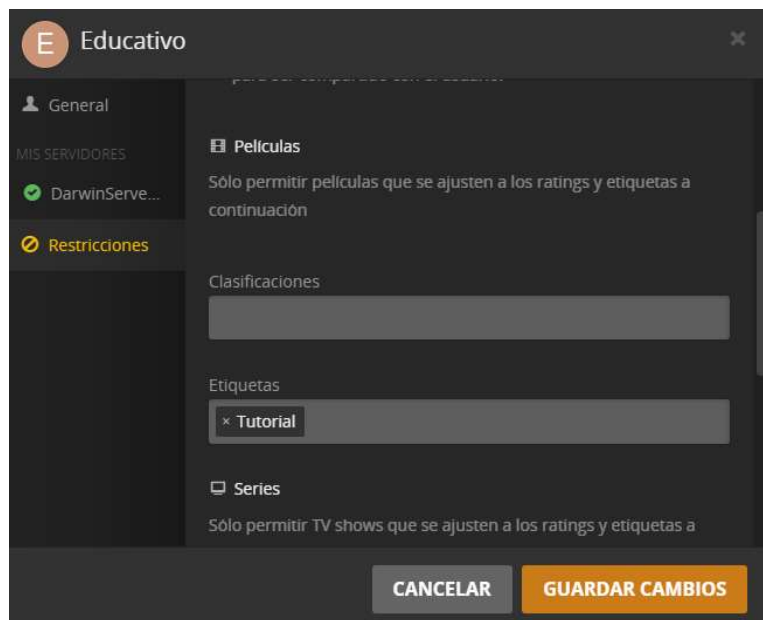 E Educativo ×
General
MIS SERVIDORES
DarwinServe...
Restricciones
Películas
Sólo permitir películas que se ajusten a los ratings y etiquetas a
continuación
Clasificaciones
Etiquetas
× Tutorial
Series
Sólo permitir TV shows que se ajusten a los ratings y etiquetas a
CANCELAR
GUARDAR CAMBIOS